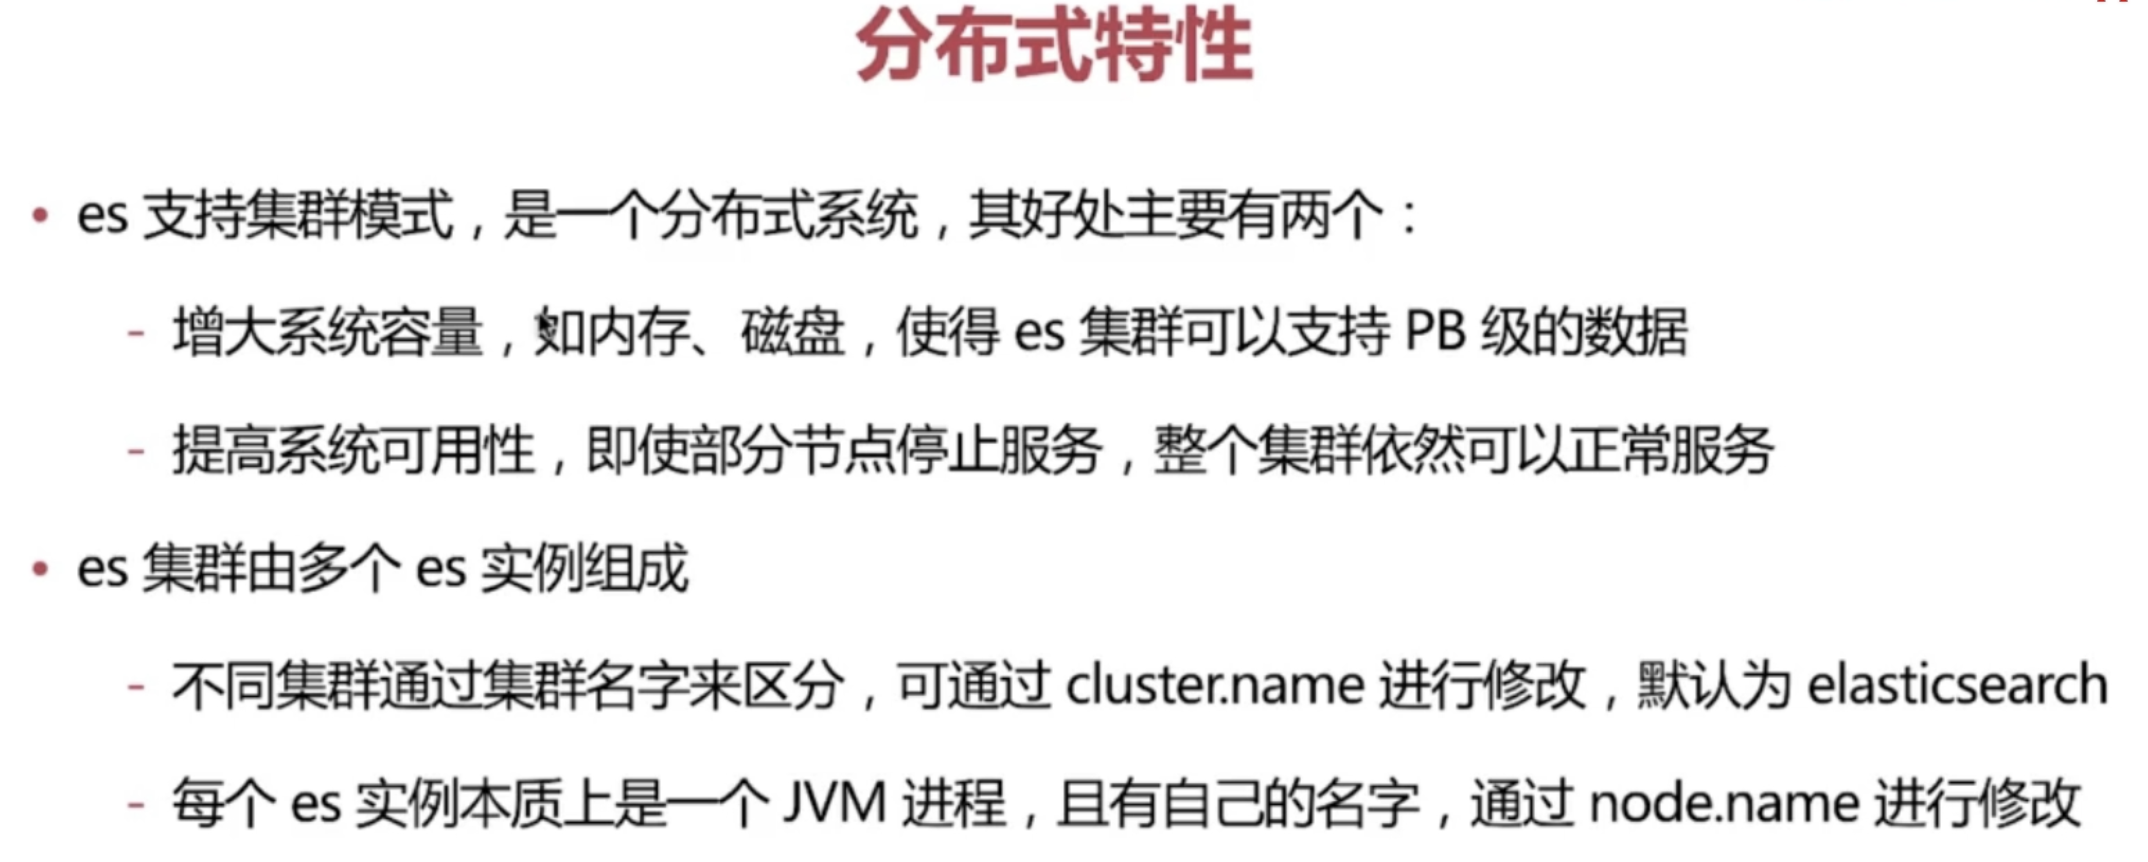 分布式特性
• es 支持集群模式，是一个分布式系统，其好处主要有两个：
- 增大系统容量，如内存、磁盘，使得 es 集群可以支持 PB 级的数据
- 提高系统可用性，即使部分节点停止服务，整个集群依然可以正常服务
• es 集群由多个 es 实例组成
- 不同集群通过集群名字来区分，可通过 cluster.name 进行修改，默认为 elasticsearch
- 每个 es 实例本质上是一个 JVM 进程，且有自己的名字，通过 node.name 进行修改